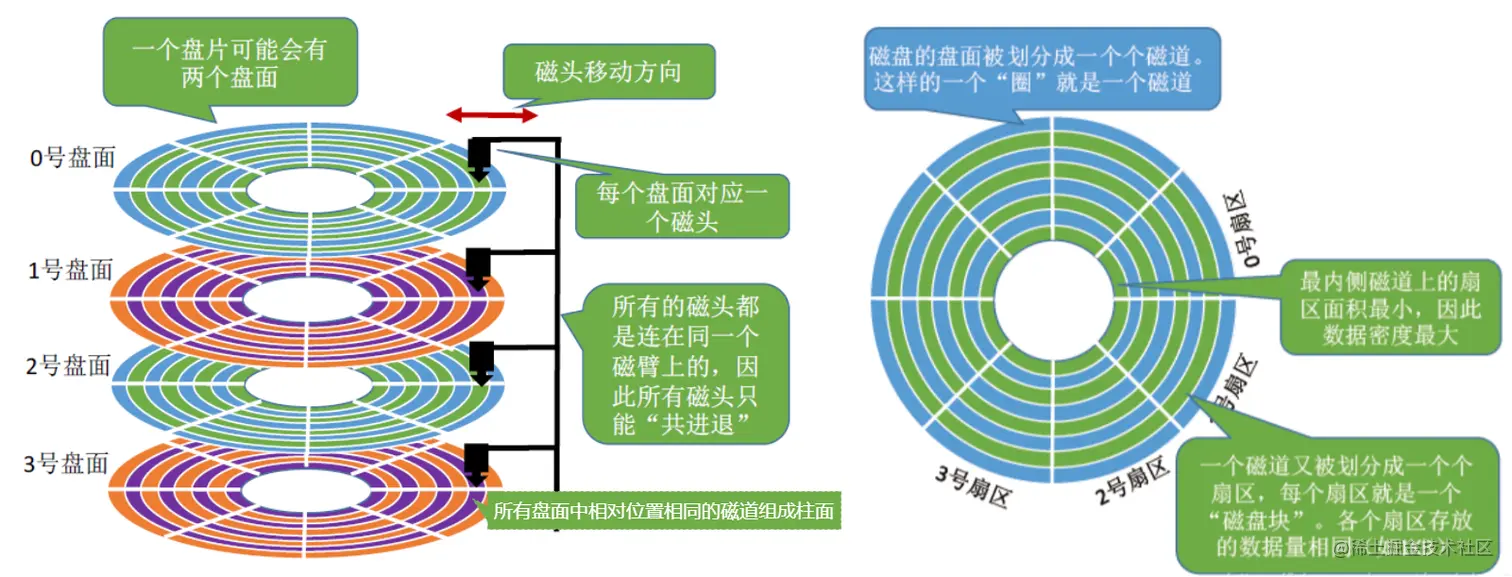 一个盘片可能会有
两个盘面
磁头移动方向
0号盘面
每个盘面对应一
个磁头
1号盘面
所有的磁头都
是连在同一个
磁臂上的，因
此所有磁头只
能“共进退”
2号盘面
3号盘面
所有盘面中相对位置相同的磁道组成柱面
磁盘的盘面被划分成一个个磁道。
这样的一个“圈”就是一个磁道
0号扇区
最内侧磁道上的扇
区面积最小，因此
数据密度最大
号扇区
2号扇区
3号扇区
一个磁道又被划分成一个个
扇区，每个扇区就是一个
“磁盘块”。各个扇区存放
的数据量相同
@稀土掘金技术社区